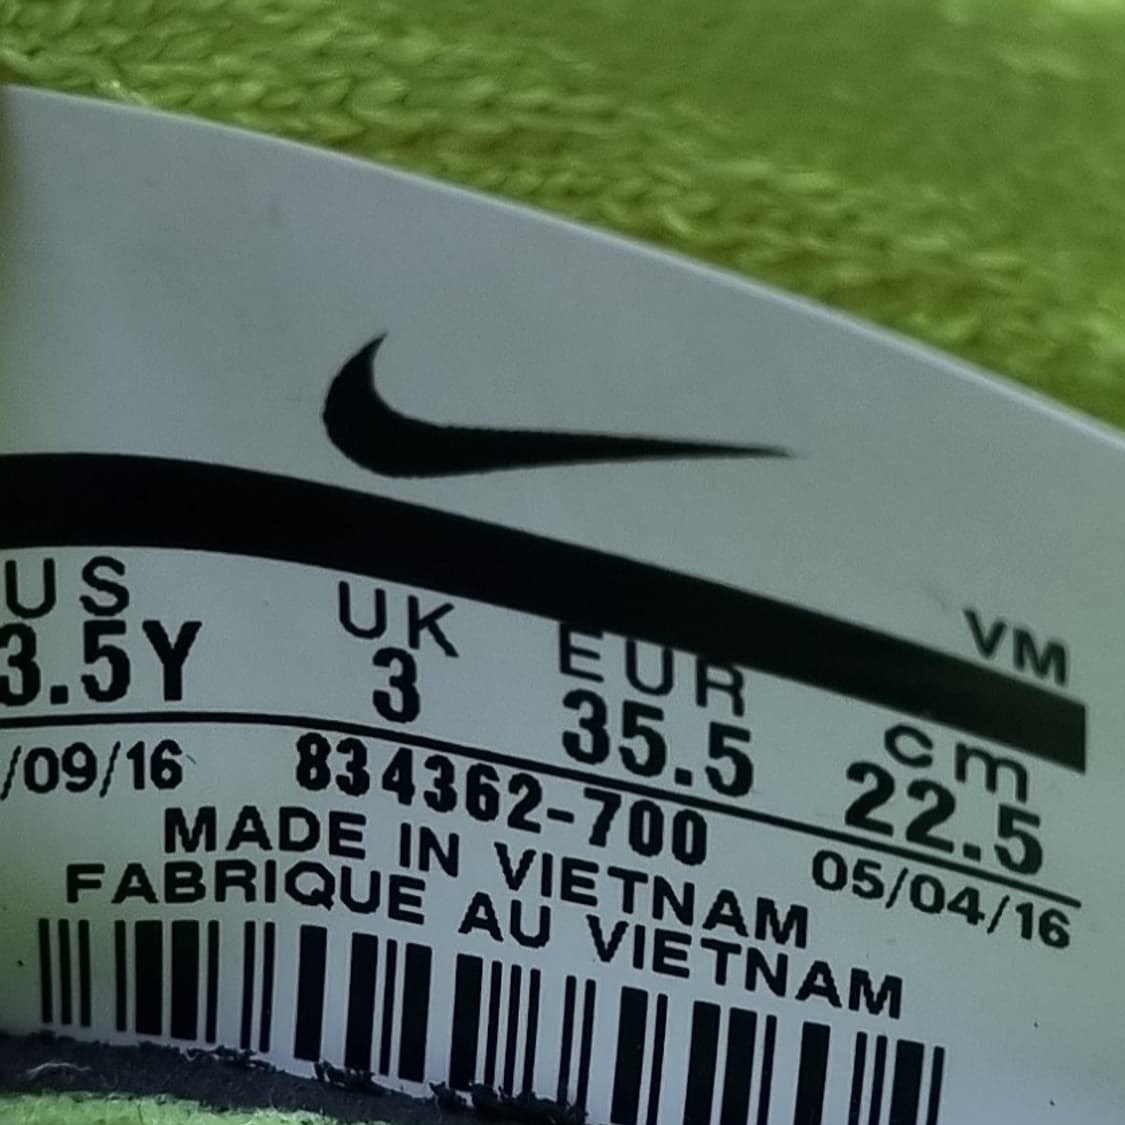 VM
US UK EUR cm
3.5Y 3 35.5 22.5
/09/16 834362-700 05/04/16
MADE IN VIETNAM
FABRIQUE AU VIETNAM